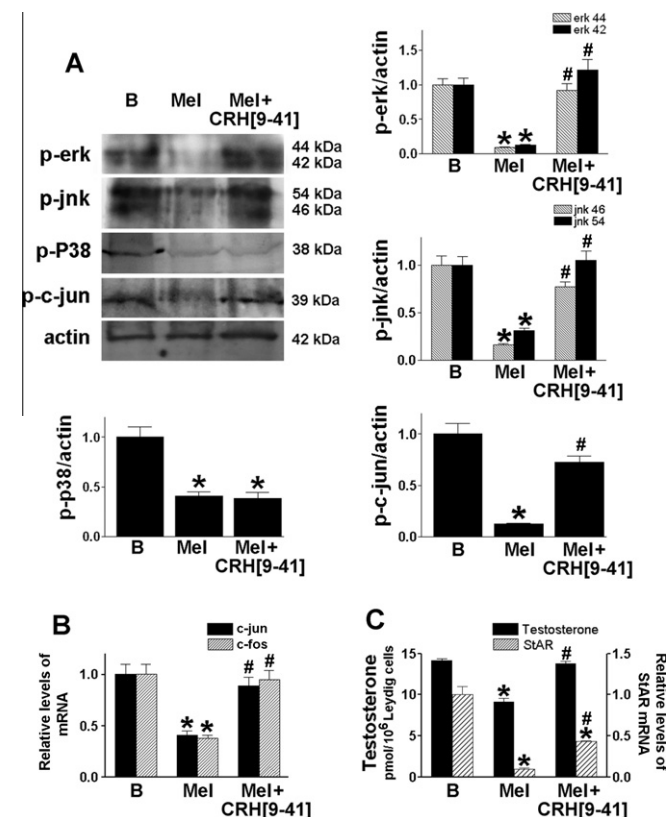 A
B Mel Mel+
CRH[9-41]
p-erk 44 kDa
42 kDa
p-jnk 54 kDa
46 kDa
p-P38 38 kDa
p-c-jun 39 kDa
actin 42 kDa
erk 44
erk 42
p-erk/actin
1.5
1.0
0.5
0.0
* * # #
B Mel Mel+
CRH[9-41]
jnk 46
jnk 54
p-jnk/actin
1.5
1.0
0.5
0.0
* * # #
B Mel Mel+
CRH[9-41]
p-p38/actin
1.0
0.5
0.0
* *
B Mel Mel+
CRH[9-41]
p-c-jun/actin
1.0
0.5
0.0
* #
B Mel Mel+
CRH[9-41]
B
c-jun
c-fos
Relative levels of
mRNA
1.0
0.5
0.0
* * # #
B Mel Mel+
CRH[9-41]
C
Testosterone
StAR
Testosterone
pmol/10⁶ Leydig cells
15
10
5
0
* * # #
*
1.5
1.0
0.5
0.0
Relative levels of
StAR mRNA
B Mel Mel+
CRH[9-41]